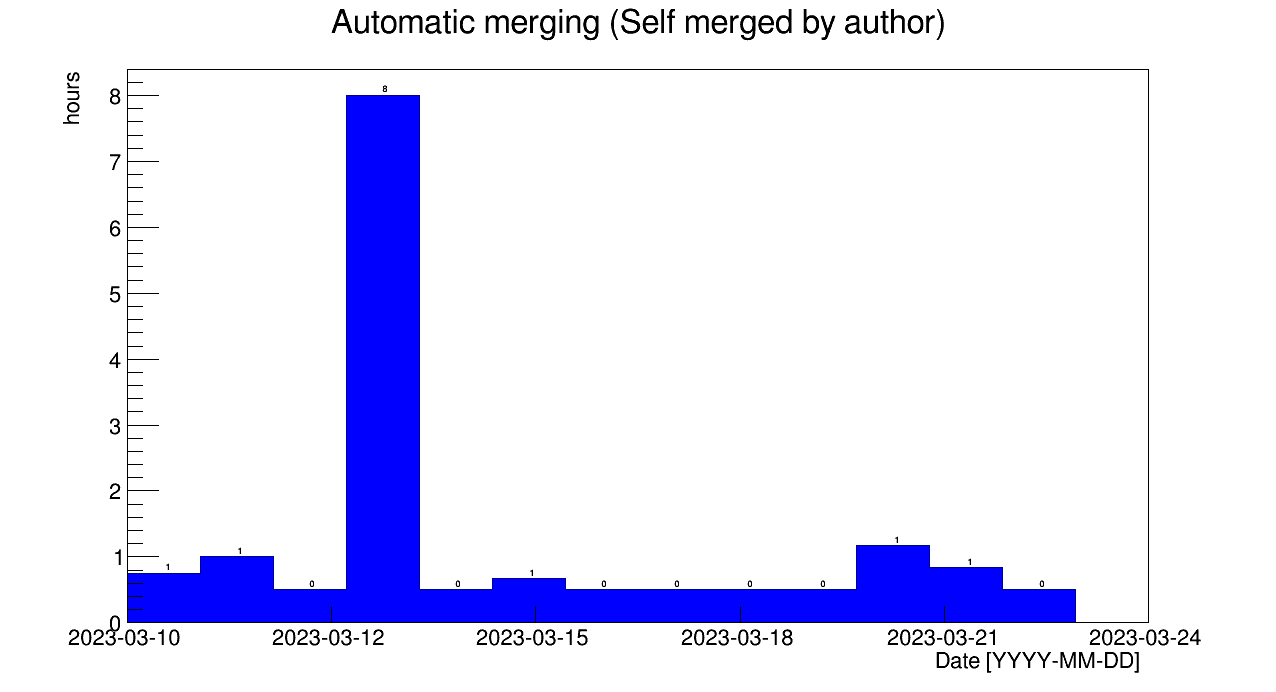 Automatic merging (Self merged by author)
hours
8
7
6
5
4
3
2
1
0
1 1 0 8 0 1 0 0 0 0 1 1 0
2023-03-10 2023-03-12 2023-03-15 2023-03-18 2023-03-21 2023-03-24
Date [YYYY-MM-DD]